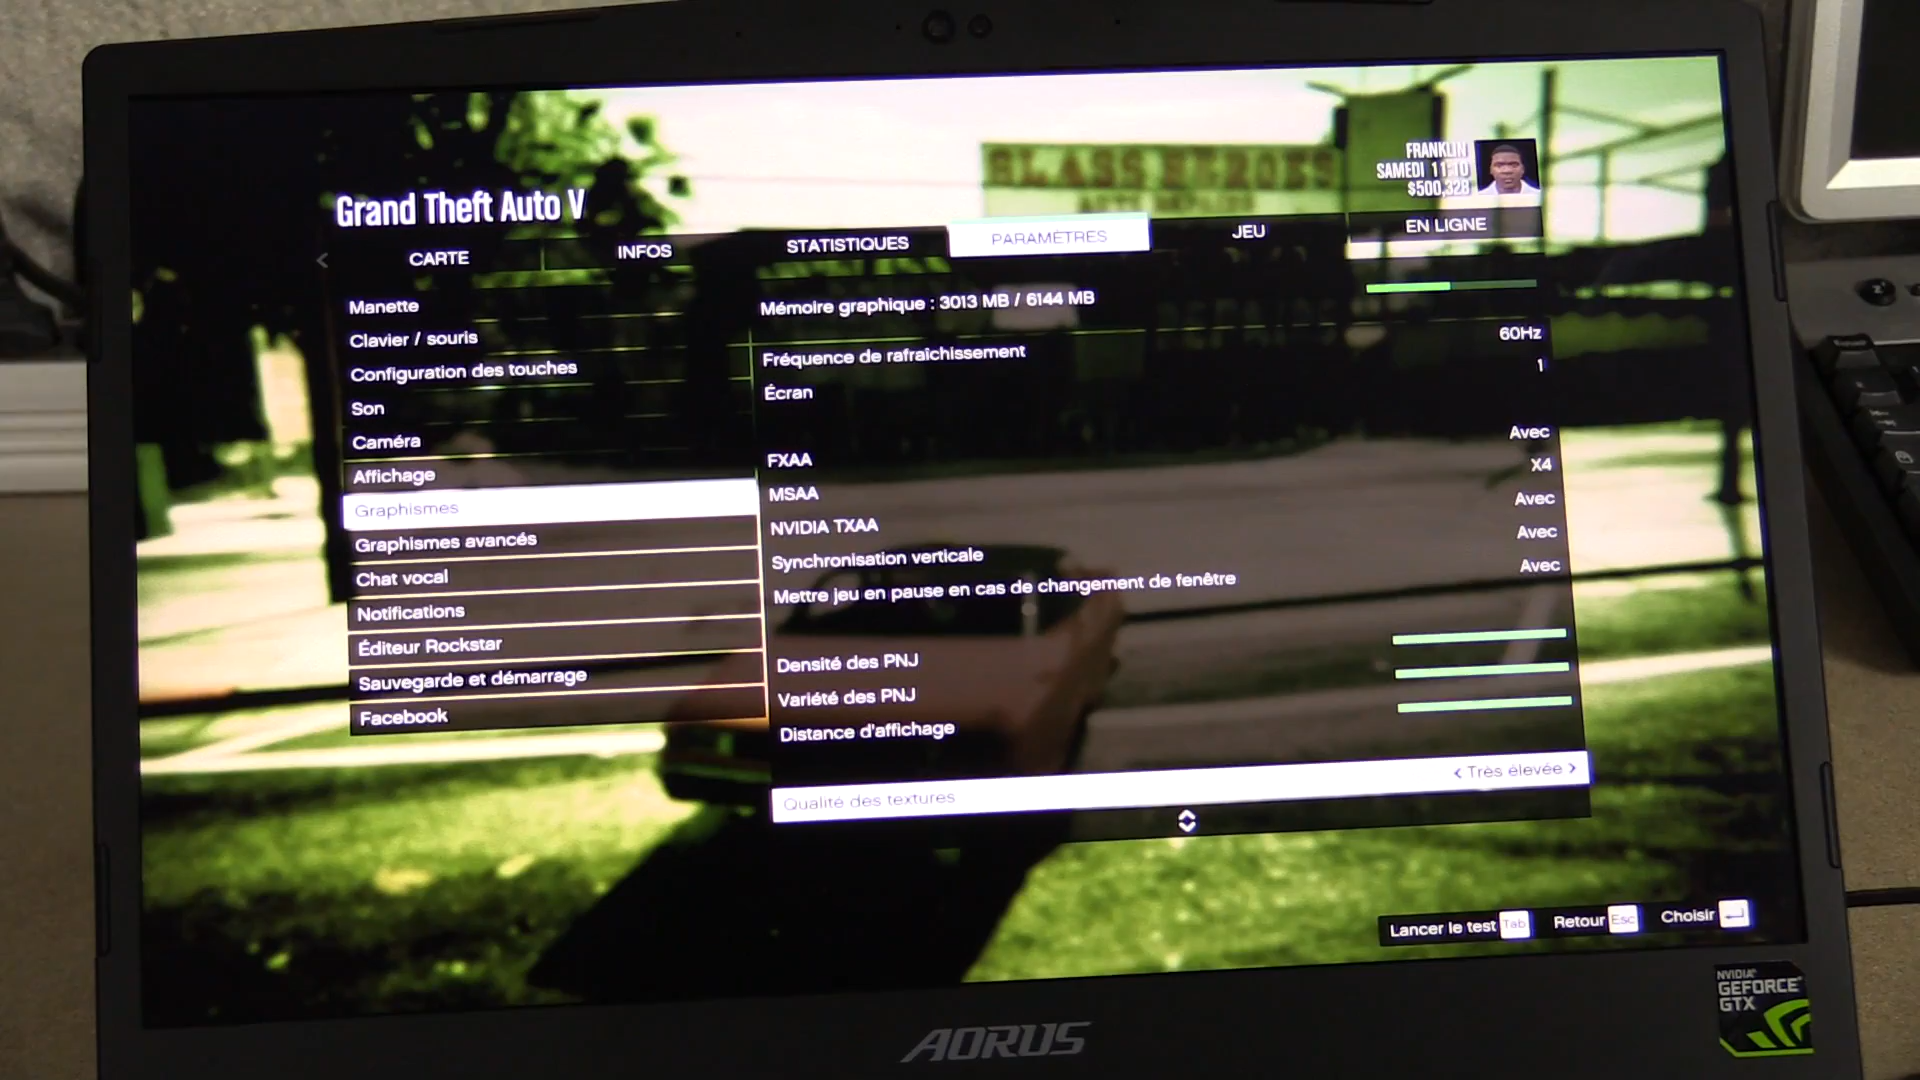 GLASS HEROES
FRANKLIN
SAMEDI 11:10
$500,328
Grand Theft Auto V
CARTE
INFOS
STATISTIQUES
PARAMÈTRES
JEU
EN LIGNE
Manette
Clavier / souris
Configuration des touches
Son
Caméra
Affichage
Graphismes
Graphismes avancés
Chat vocal
Notifications
Éditeur Rockstar
Sauvegarde et démarrage
Facebook
Mémoire graphique : 3013 MB / 6144 MB
Fréquence de rafraîchissement 60Hz
Écran 1
FXAA Avec
MSAA X4
NVIDIA TXAA Avec
Synchronisation verticale Avec
Mettre jeu en pause en cas de changement de fenêtre Avec
Densité des PNJ
Variété des PNJ
Distance d'affichage
Qualité des textures < Très élevée >
Lancer le test Tab Retour Esc Choisir
AORUS
NVIDIA
GEFORCE
GTX